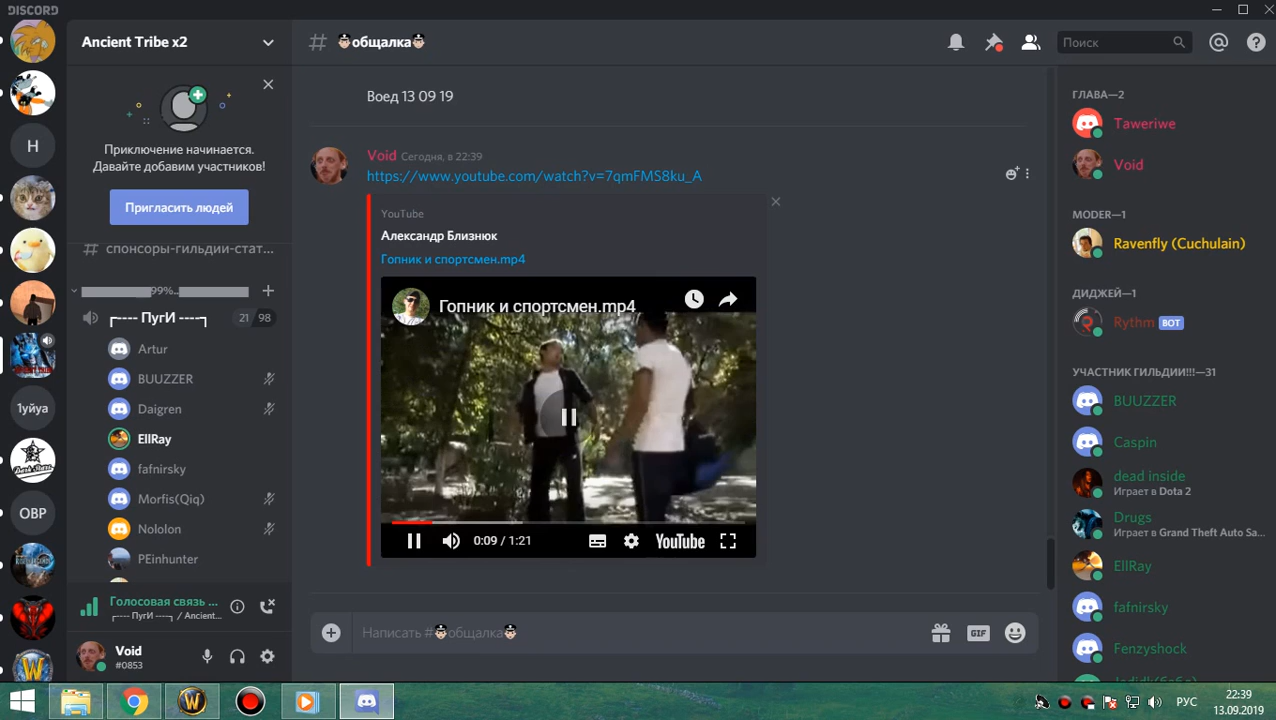 DISCORD
Ancient Tribe x2
Приключение начинается.
Давайте добавим участников!
Пригласить людей
# спонсоры-гильдии-стат...
99%..
┌---- ПугИ ----┐
21 / 98
Artur
BUUZZER
Daigren
EllRay
fafnirsky
Morfis(Qiq)
Nololon
PEinhunter
Голосовая связь ...
┌---- ПугИ ----┐ / Ancient...
Void
#0853
Н
1уйуа
ОВР
# 👮🏻общалка👮🏻
Поиск
Воед 13 09 19
Void Сегодня, в 22:39
https://www.youtube.com/watch?v=7qmFMS8ku_A
YouTube
Александр Близнюк
Гопник и спортсмен.mp4
Гопник и спортсмен.mp4
0:09 / 1:21
YouTube
Написать #👮🏻общалка👮🏻
GIF
ГЛАВА—2
Taweriwe
Void
MODER—1
Ravenfly (Cuchulain)
ДИДЖЕЙ—1
Rythm BOT
УЧАСТНИК ГИЛЬДИИ!!!—31
BUUZZER
Caspin
dead inside
Играет в Dota 2
Drugs
Играет в Grand Theft Auto Sa...
EllRay
fafnirsky
Fenzyshock
РУС
22:39
13.09.2019